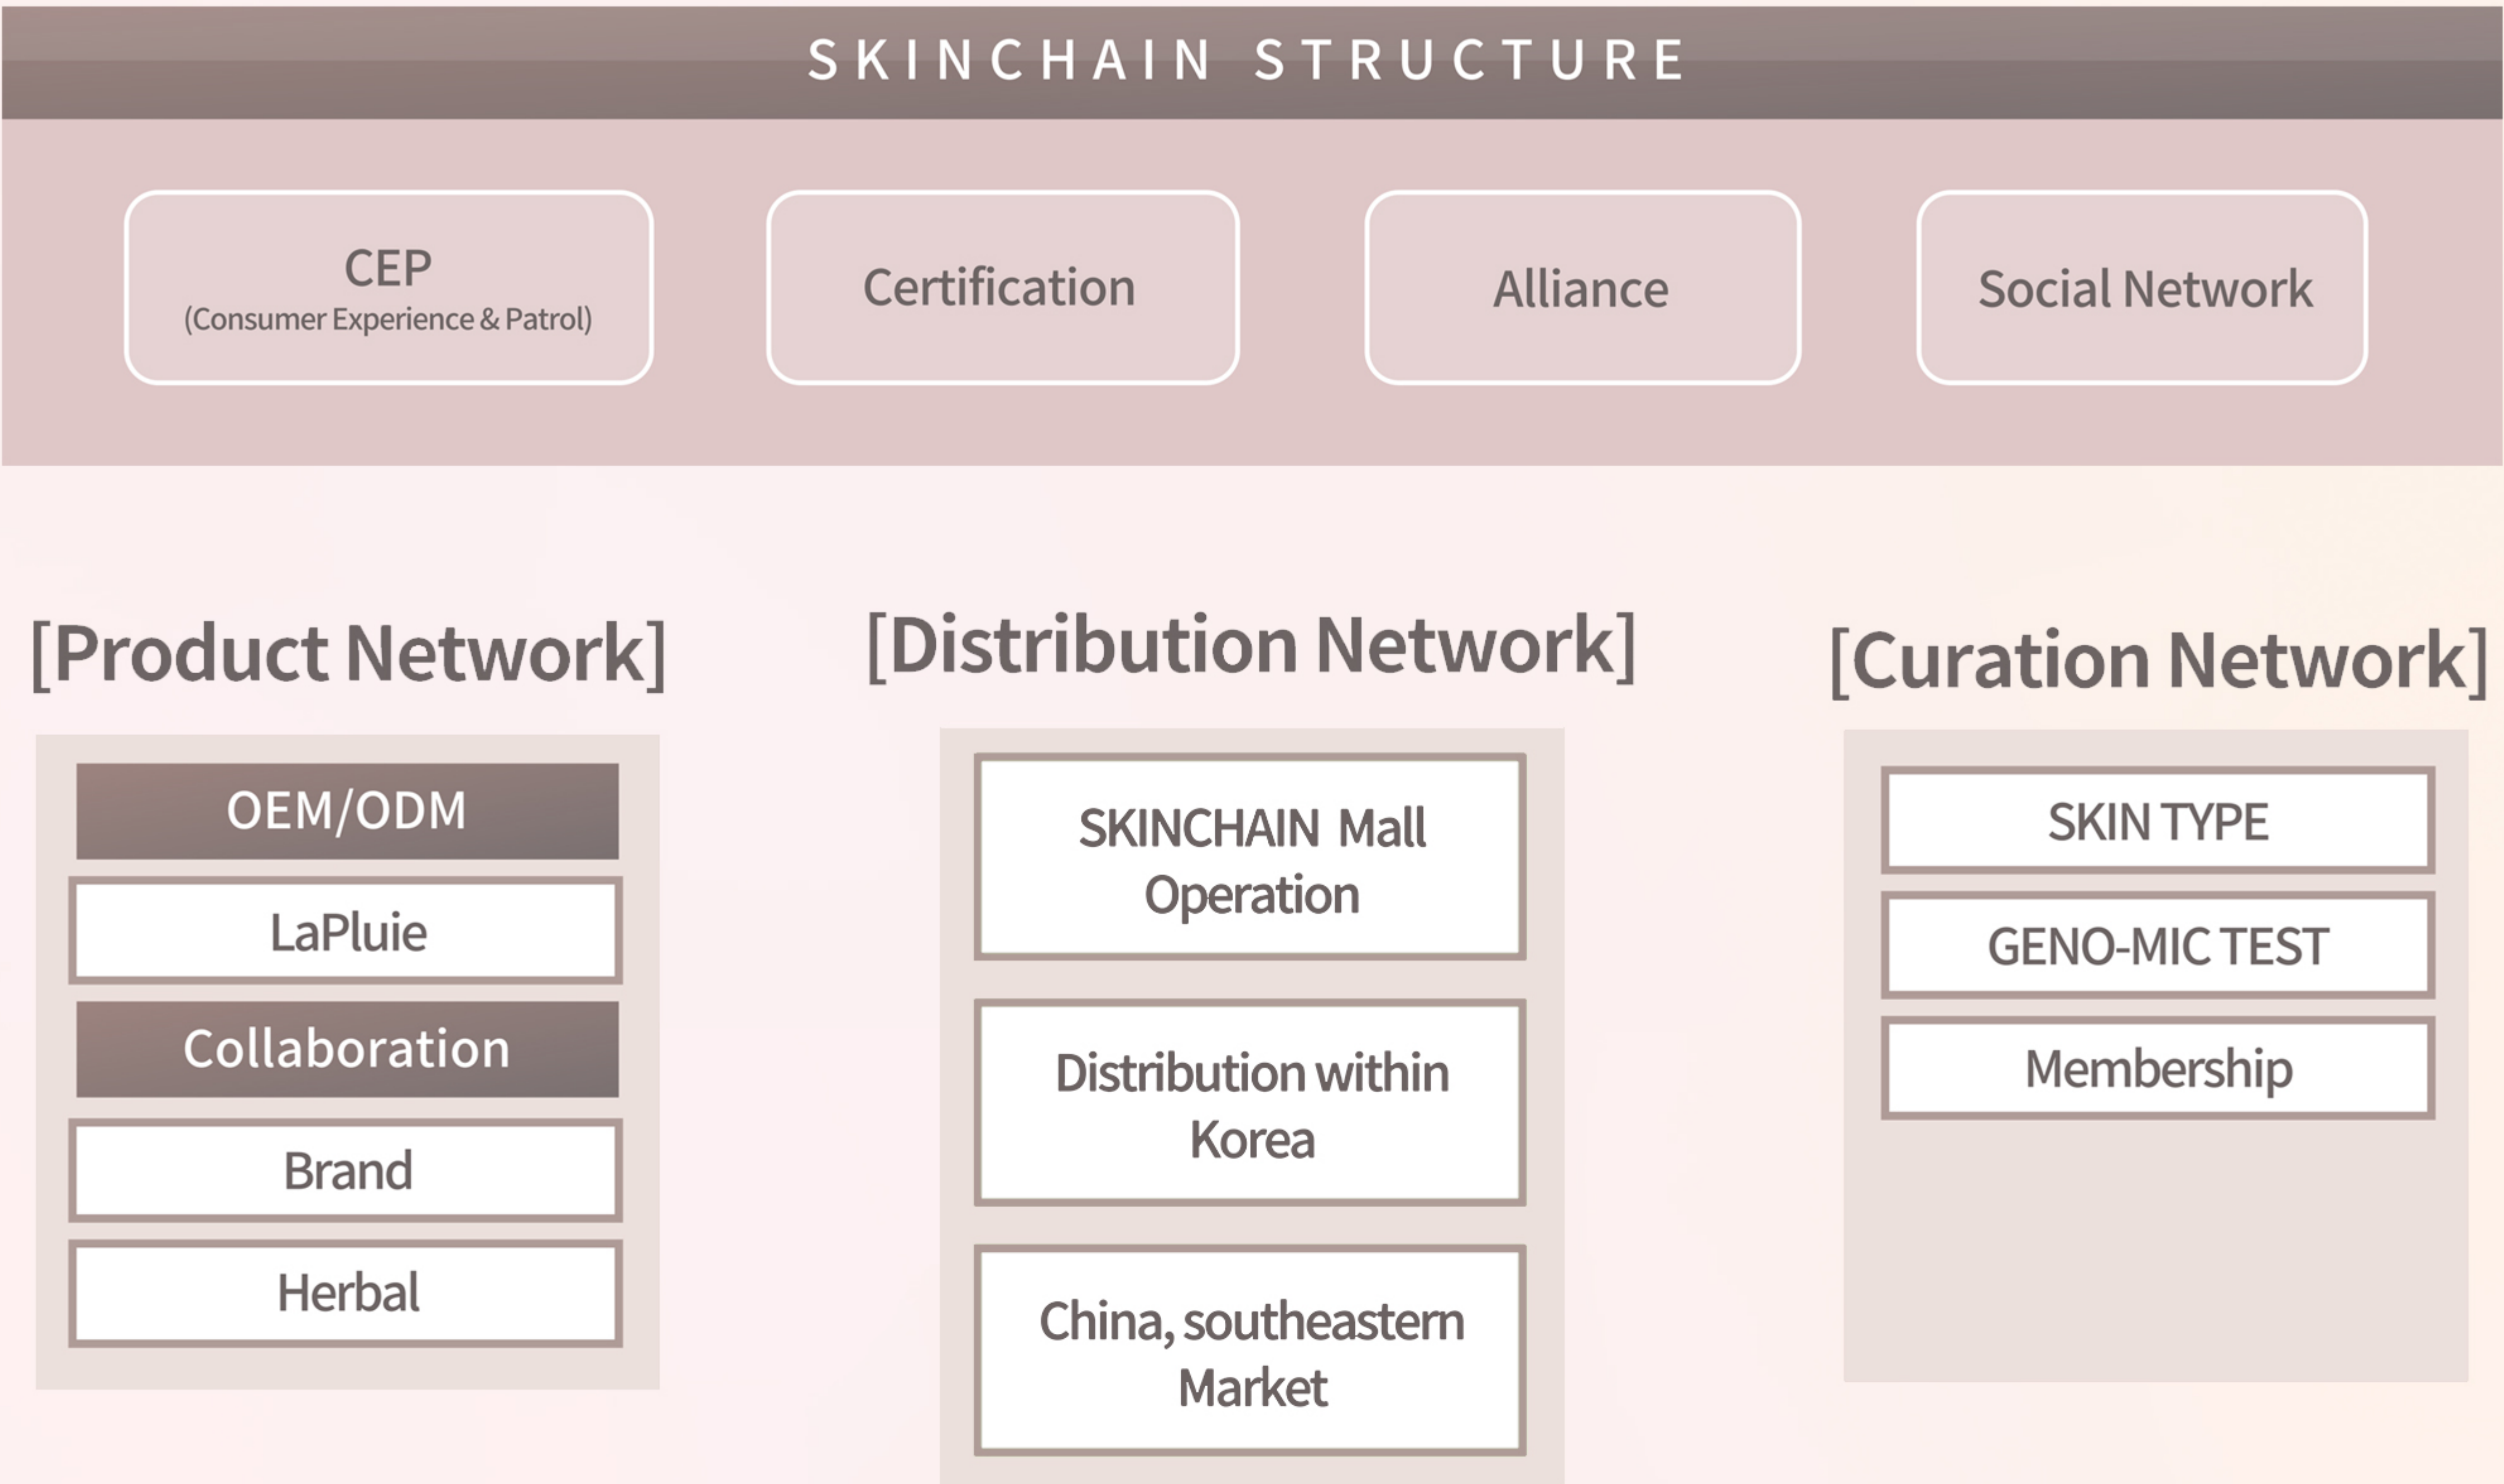 SKINCHAIN STRUCTURE
CEP
(Consumer Experience & Patrol)
Certification
Alliance
Social Network
[Product Network]
OEM/ODM
LaPluie
Collaboration
Brand
Herbal
[Distribution Network]
SKINCHAIN Mall
Operation
Distribution within
Korea
China, southeastern
Market
[Curation Network]
SKIN TYPE
GENO-MIC TEST
Membership